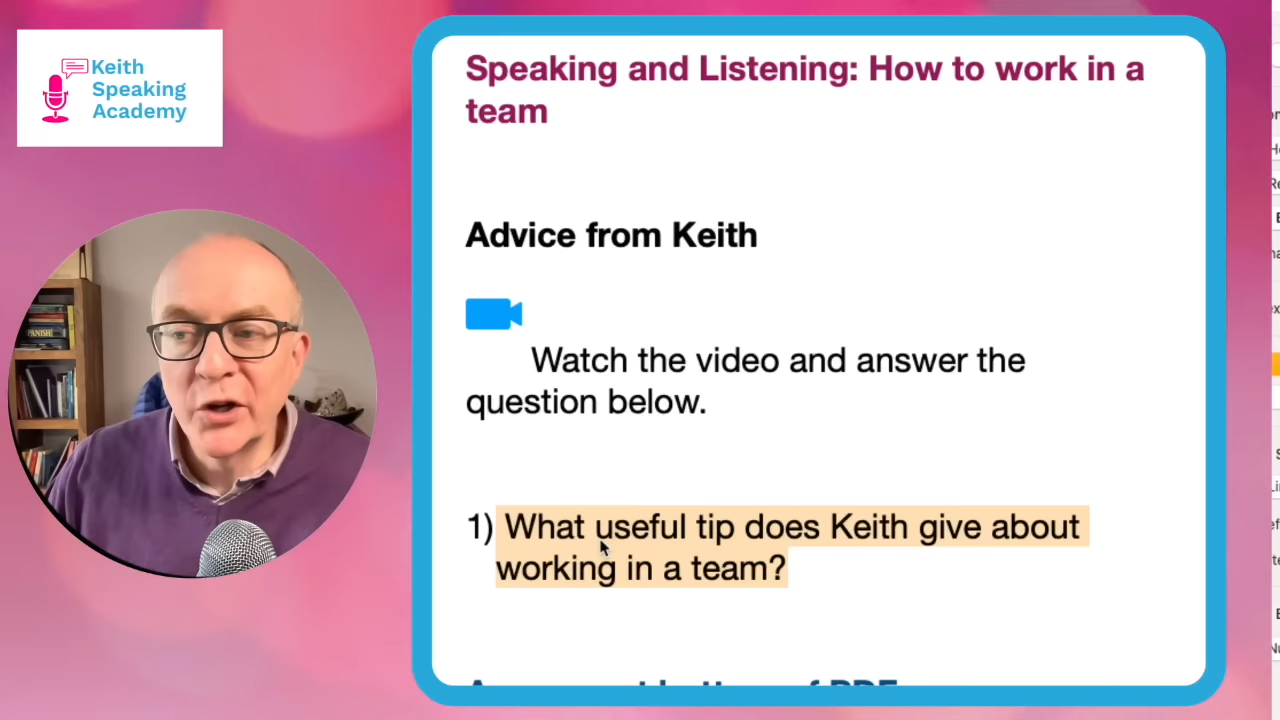 Keith
Speaking
Academy
PANISH
Speaking and Listening: How to work in a
team
Advice from Keith
Watch the video and answer the
question below.
1) What useful tip does Keith give about
working in a team?